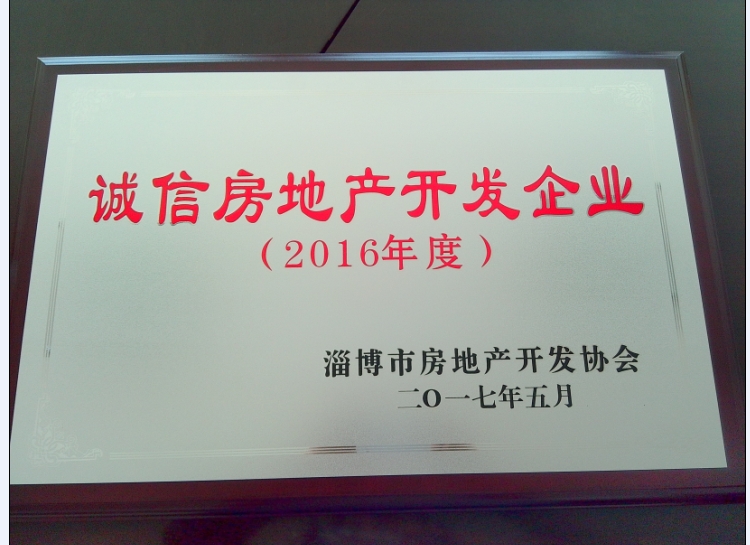 诚信房地产开发企业
（2016年度）
淄博市房地产开发协会
二〇一七年五月